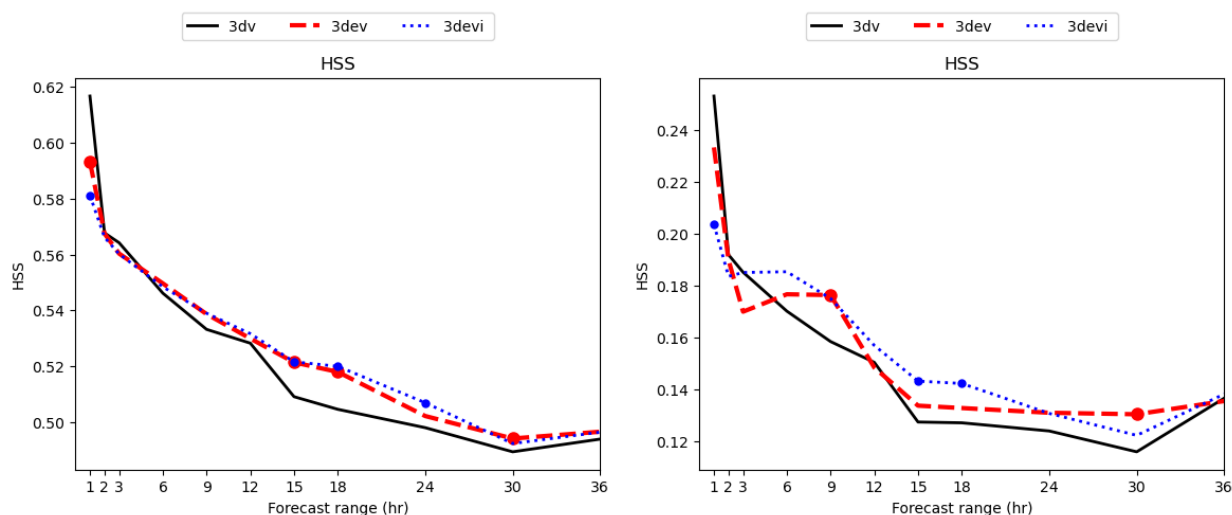 3dv 3dev 3devi
HSS
HSS
0.62
0.60
0.58
0.56
0.54
0.52
0.50
1 2 3 6 9 12 15 18 24 30 36
Forecast range (hr)
3dv 3dev 3devi
HSS
HSS
0.24
0.22
0.20
0.18
0.16
0.14
0.12
1 2 3 6 9 12 15 18 24 30 36
Forecast range (hr)